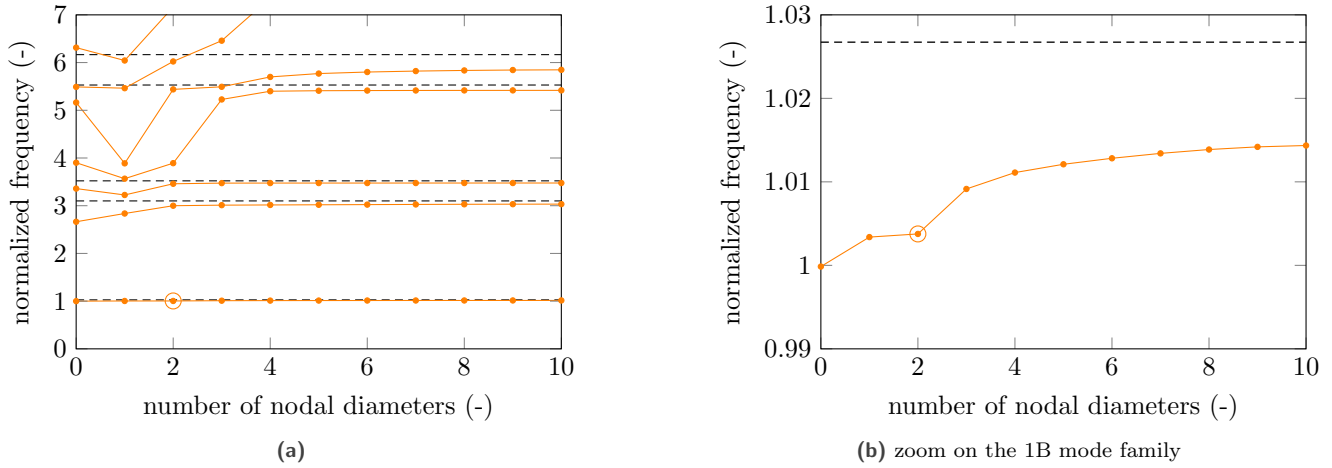 7
6
5
4
3
2
1
0
0 2 4 6 8 10
normalized frequency (-)
number of nodal diameters (-)
(a)
1.03
1.02
1.01
1
0.99
0 2 4 6 8 10
normalized frequency (-)
number of nodal diameters (-)
(b) zoom on the 1B mode family